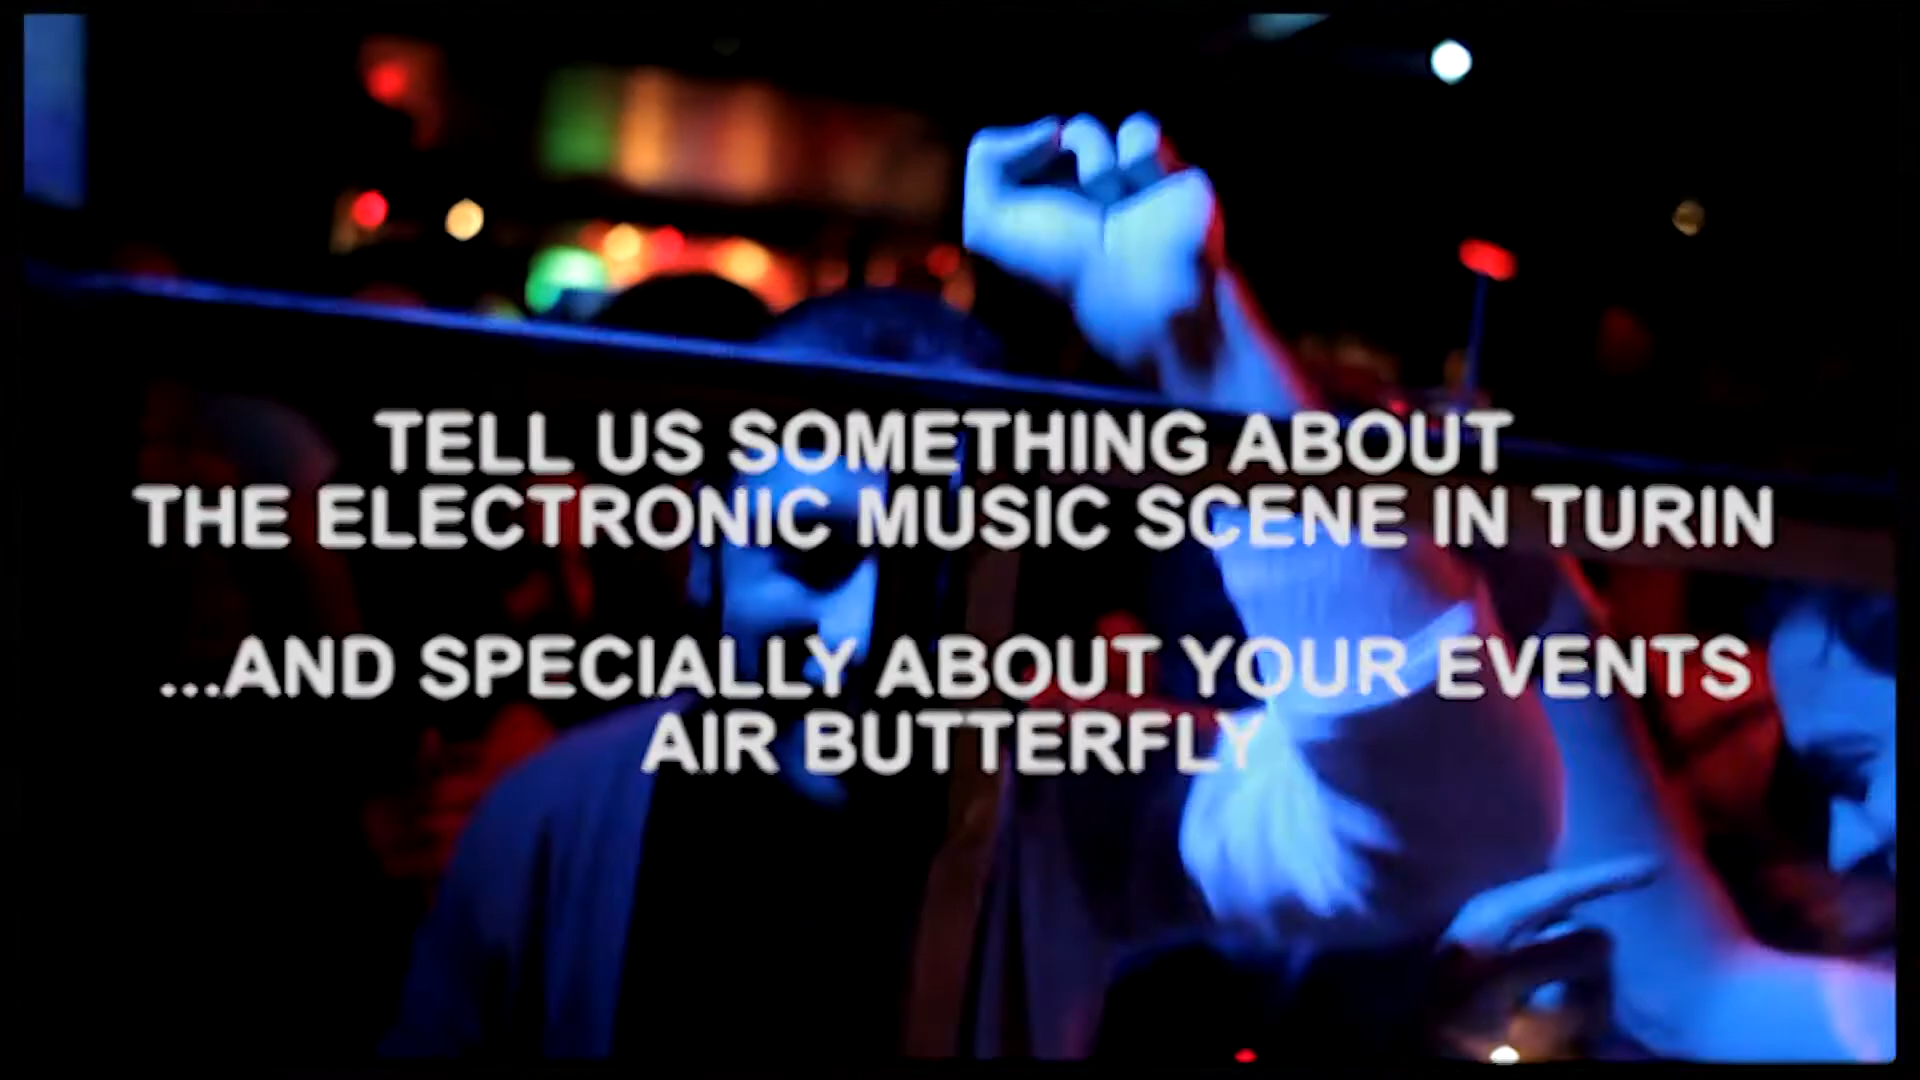 TELL US SOMETHING ABOUT
THE ELECTRONIC MUSIC SCENE IN TURIN
...AND SPECIALLY ABOUT YOUR EVENTS
AIR BUTTERFLY